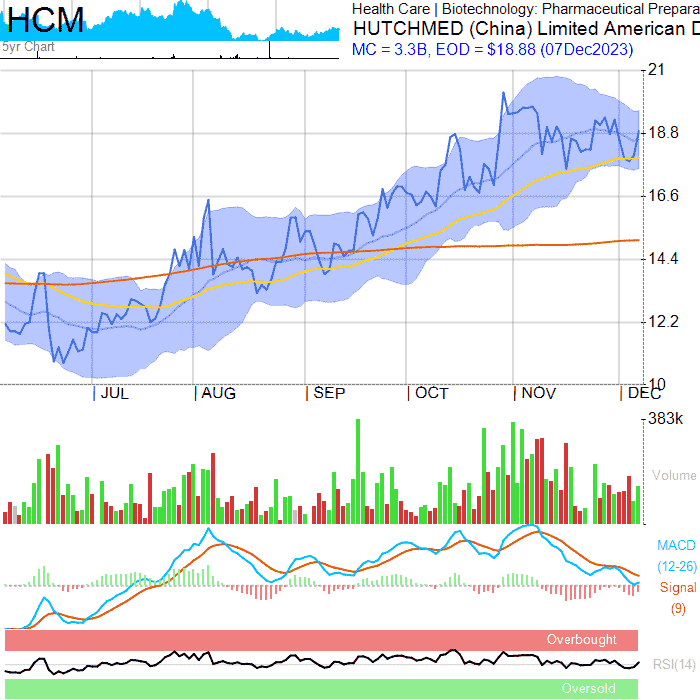 HCM
5yr Chart
Health Care | Biotechnology: Pharmaceutical Prepara
HUTCHMED (China) Limited American D
MC = 3.3B, EOD = $18.88 (07Dec2023)
21
18.8
16.6
14.4
12.2
10
JUL AUG SEP OCT NOV DEC
383k
Volume
MACD
(12-26)
Signal
(9)
Overbought
RSI(14)
Oversold